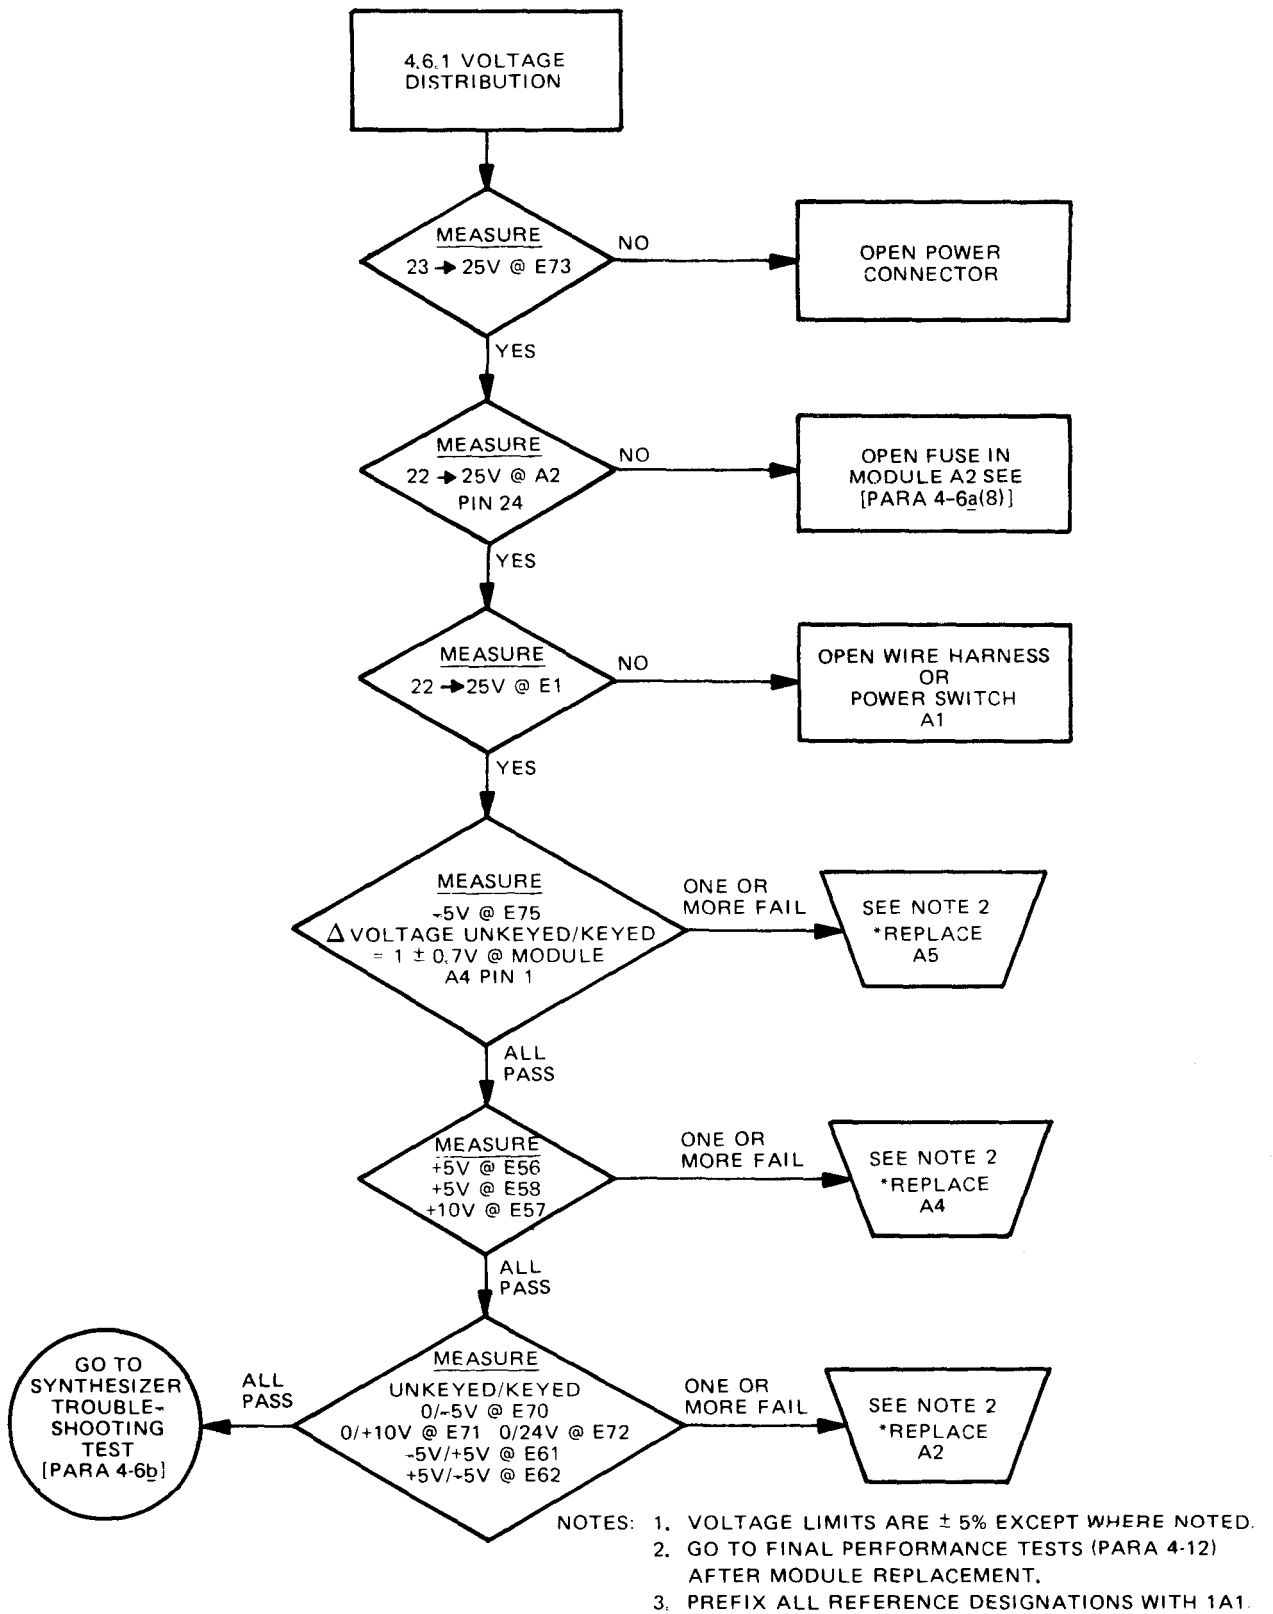 4.6.1 VOLTAGE
DISTRIBUTION
MEASURE
23 → 25V @ E73
NO
OPEN POWER
CONNECTOR
YES
MEASURE
22 → 25V @ A2
PIN 24
NO
OPEN FUSE IN
MODULE A2 SEE
[PARA 4-6a(8)]
YES
MEASURE
22 → 25V @ E1
NO
OPEN WIRE HARNESS
OR
POWER SWITCH
A1
YES
MEASURE
-5V @ E75
Δ VOLTAGE UNKEYED/KEYED
= 1 ± 0.7V @ MODULE
A4 PIN 1
ONE OR
MORE FAIL
SEE NOTE 2
*REPLACE
A5
ALL
PASS
MEASURE
+5V @ E56
+5V @ E58
+10V @ E57
ONE OR
MORE FAIL
SEE NOTE 2
*REPLACE
A4
ALL
PASS
MEASURE
UNKEYED/KEYED
0/-5V @ E70
0/+10V @ E71 0/24V @ E72
-5V/+5V @ E61
+5V/-5V @ E62
ALL
PASS
GO TO
SYNTHESIZER
TROUBLE-
SHOOTING
TEST
[PARA 4-6b]
ONE OR
MORE FAIL
SEE NOTE 2
*REPLACE
A2
NOTES: 1. VOLTAGE LIMITS ARE ± 5% EXCEPT WHERE NOTED.
2. GO TO FINAL PERFORMANCE TESTS (PARA 4-12)
AFTER MODULE REPLACEMENT.
3. PREFIX ALL REFERENCE DESIGNATIONS WITH 1A1.